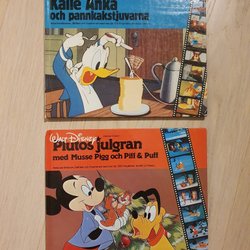 Kalle Anka
och pannkakstjuvarna
WALT DISNEY
Plutos julgran
med Musse Pigg och Piff & Puff